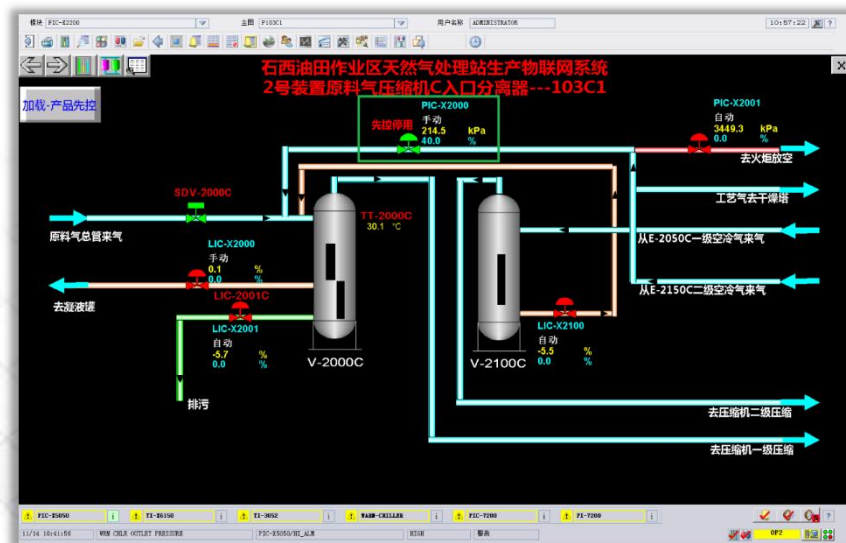 模块 PIC-X2200 主图 P103C1 用户名称 ADMINISTRATOR 10:57:22 ?
石西油田作业区天然气处理站生产物联网系统
2号装置原料气压缩机C入口分离器---103C1
加载-产品先控
PIC-X2000
手动
先控停用
214.5 kPa
40.0 %
PIC-X2001
自动
3449.3 kPa
0.0 %
去火炬放空
SDV-2000C
工艺气去干燥塔
TT-2000C
30.1 ℃
原料气总管来气
从E-2050C一级空冷气来气
LIC-X2000
手动
0.1 %
0.0 %
去凝液罐
从E-2150C二级空冷气来气
LIC-2001C
LIC-X2001
自动
-5.7 %
0.0 %
LIC-X2100
自动
-5.5 %
0.0 %
V-2000C
V-2100C
排污
去压缩机二级压缩
去压缩机一级压缩
PIC-X5050 i TI-X6150 i TI-3052 i WARM-CHILLER i PIC-7200 i PI-7208 i ?
11/14 10:41:56 WRM CHLR OUTLET PRESSURE PIC-X5050/HI_ALM HIGH 警告 OP2